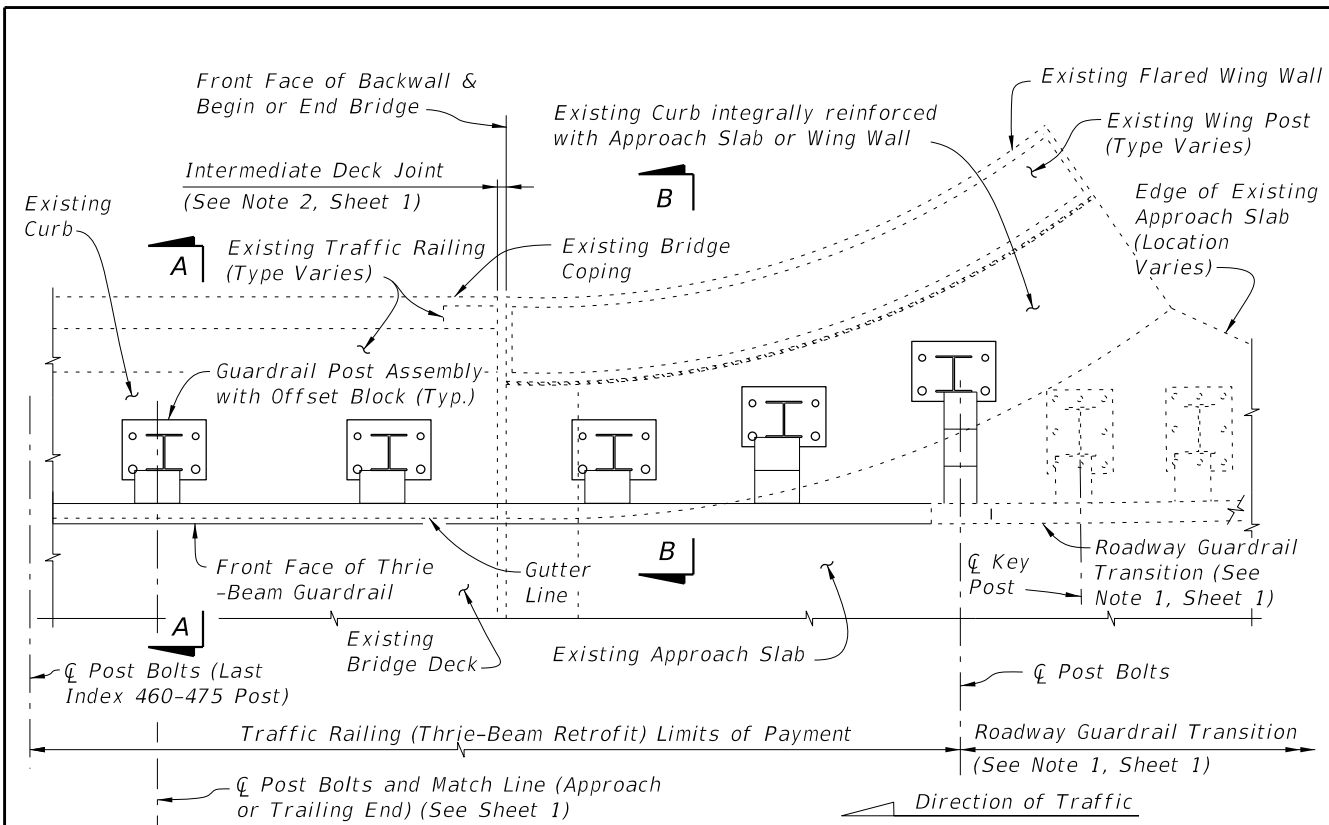 Front Face of Backwall &
Begin or End Bridge
Existing Flared Wing Wall
Existing Curb integrally reinforced
with Approach Slab or Wing Wall
Existing Wing Post
(Type Varies)
Intermediate Deck Joint
(See Note 2, Sheet 1)
B
Existing
Curb
A
Existing Traffic Railing
(Type Varies)
Existing Bridge
Coping
Edge of Existing
Approach Slab
(Location
Varies)
Guardrail Post Assembly
with Offset Block (Typ.)
Front Face of Thrie
-Beam Guardrail
Gutter
Line
B
℄ Key
Post
Roadway Guardrail
Transition (See
Note 1, Sheet 1)
A
Existing
Bridge Deck
Existing Approach Slab
℄ Post Bolts (Last
Index 460-475 Post)
℄ Post Bolts
Traffic Railing (Thrie-Beam Retrofit) Limits of Payment
Roadway Guardrail Transition
(See Note 1, Sheet 1)
℄ Post Bolts and Match Line (Approach
or Trailing End) (See Sheet 1)
Direction of Traffic